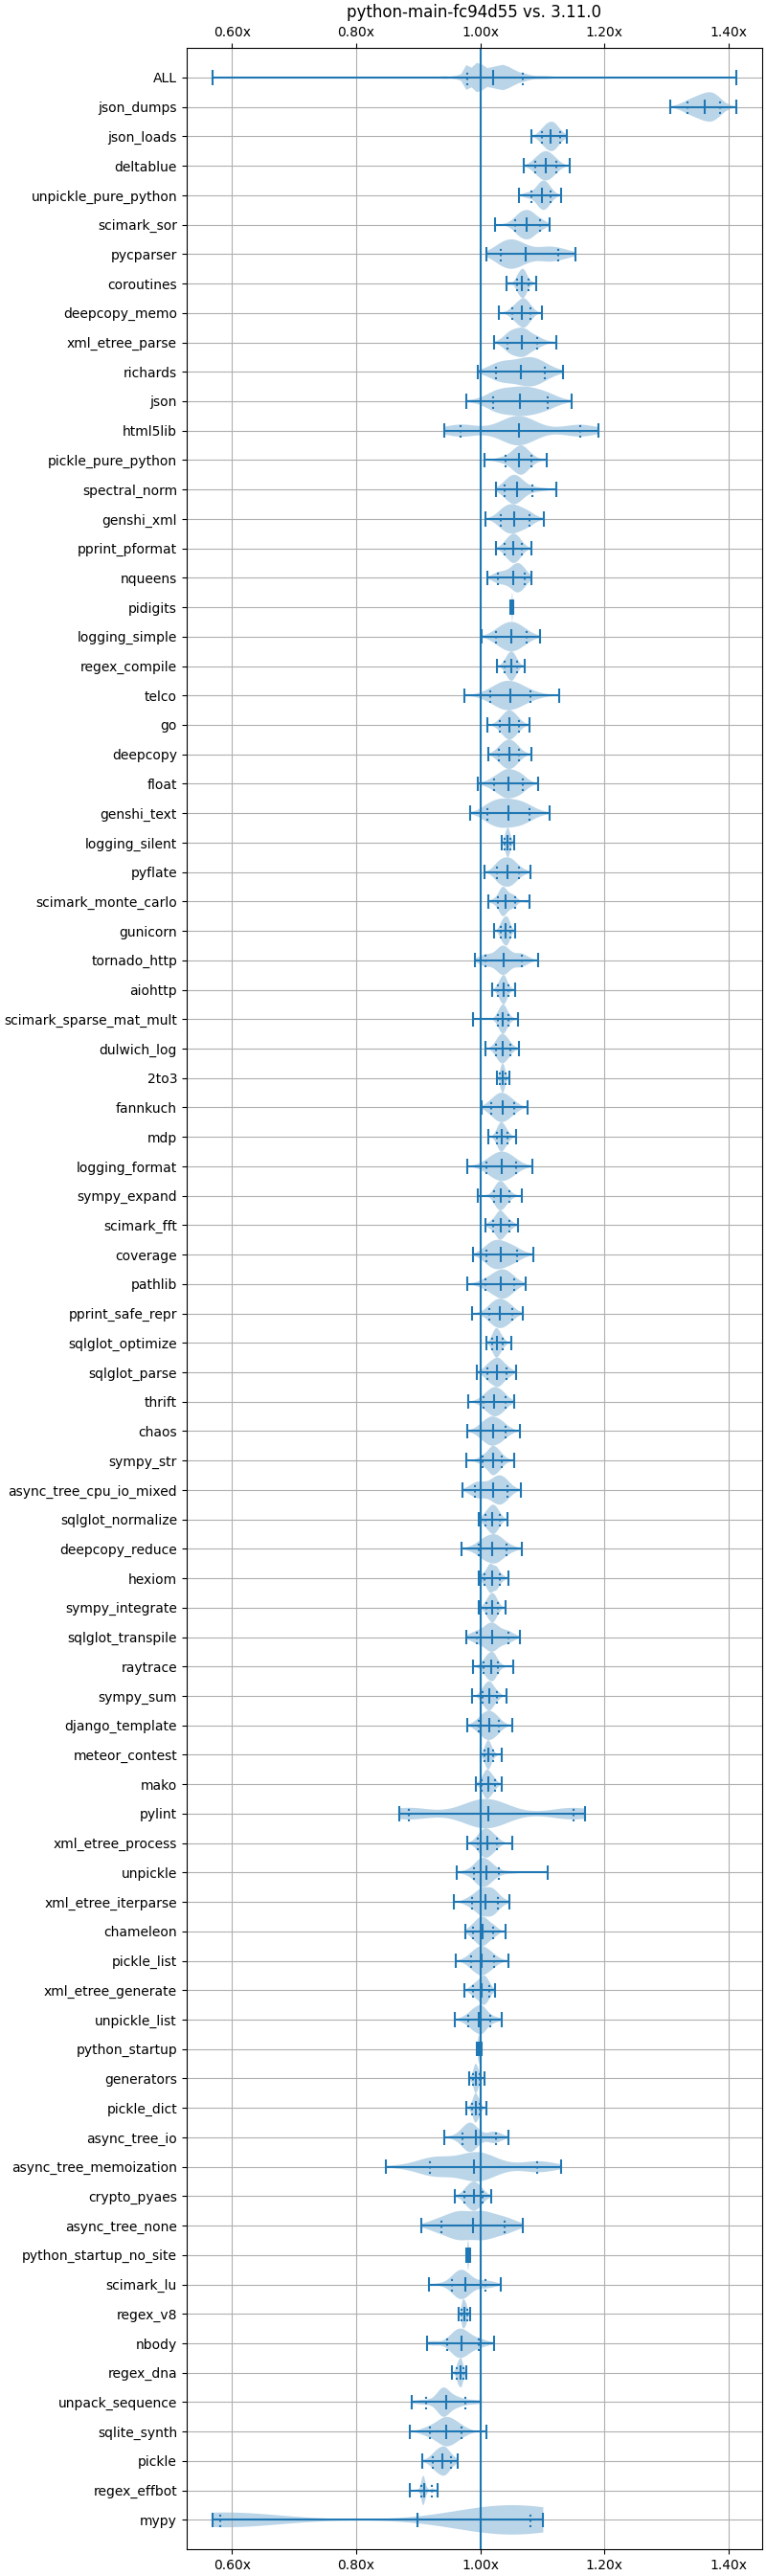 python-main-fc94d55 vs. 3.11.0
0.60x 0.80x 1.00x 1.20x 1.40x
ALL
json_dumps
json_loads
deltablue
unpickle_pure_python
scimark_sor
pycparser
coroutines
deepcopy_memo
xml_etree_parse
richards
json
html5lib
pickle_pure_python
spectral_norm
genshi_xml
pprint_pformat
nqueens
pidigits
logging_simple
regex_compile
telco
go
deepcopy
float
genshi_text
logging_silent
pyflate
scimark_monte_carlo
gunicorn
tornado_http
aiohttp
scimark_sparse_mat_mult
dulwich_log
2to3
fannkuch
mdp
logging_format
sympy_expand
scimark_fft
coverage
pathlib
pprint_safe_repr
sqlglot_optimize
sqlglot_parse
thrift
chaos
sympy_str
async_tree_cpu_io_mixed
sqlglot_normalize
deepcopy_reduce
hexiom
sympy_integrate
sqlglot_transpile
raytrace
sympy_sum
django_template
meteor_contest
mako
pylint
xml_etree_process
unpickle
xml_etree_iterparse
chameleon
pickle_list
xml_etree_generate
unpickle_list
python_startup
generators
pickle_dict
async_tree_io
async_tree_memoization
crypto_pyaes
async_tree_none
python_startup_no_site
scimark_lu
regex_v8
nbody
regex_dna
unpack_sequence
sqlite_synth
pickle
regex_effbot
mypy
0.60x 0.80x 1.00x 1.20x 1.40x